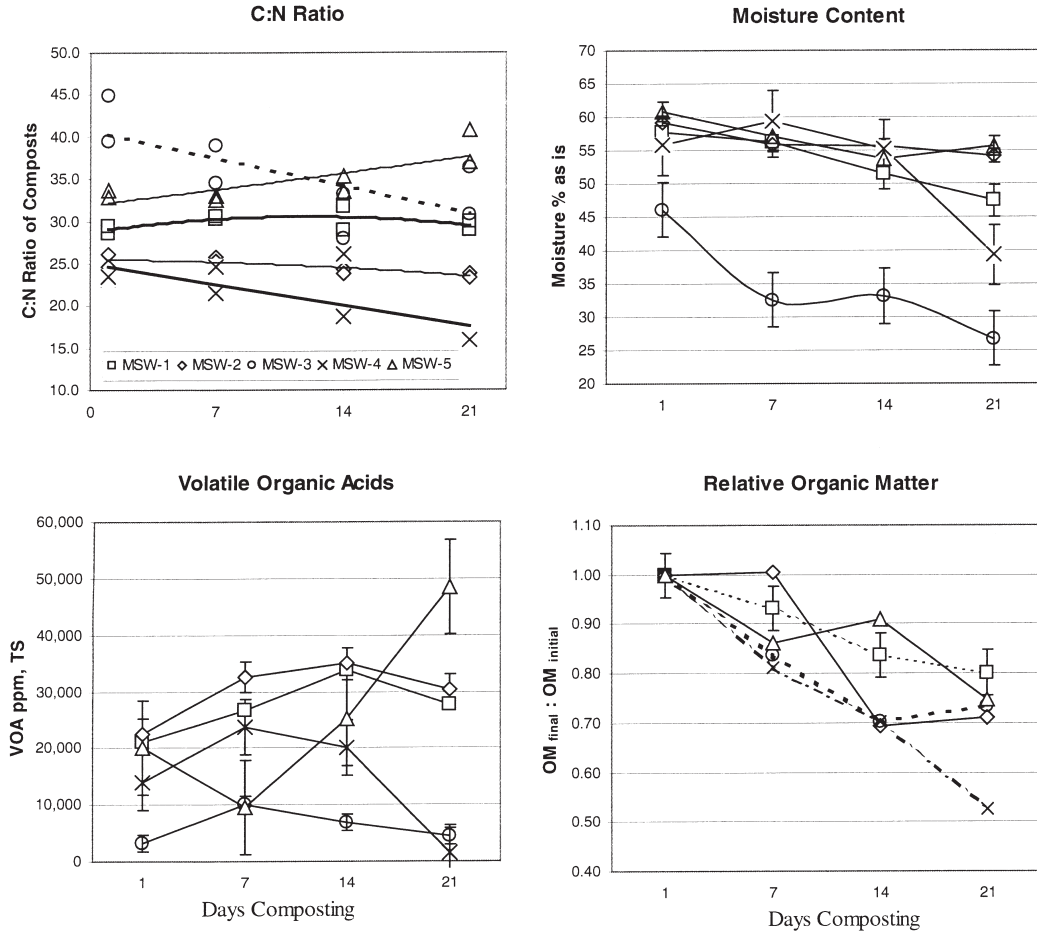 C:N Ratio
C:N Ratio of Composts
50.0
45.0
40.0
35.0
30.0
25.0
20.0
15.0
10.0
MSW-1 MSW-2 MSW-3 MSW-4 MSW-5
0 7 14 21
Moisture Content
Moisture % as is
70
65
60
55
50
45
40
35
30
25
20
1 7 14 21
Volatile Organic Acids
VOA ppm, TS
60,000
50,000
40,000
30,000
20,000
10,000
0
1 7 14 21
Days Composting
Relative Organic Matter
OM final : OM initial
1.10
1.00
0.90
0.80
0.70
0.60
0.50
0.40
1 7 14 21
Days Composting